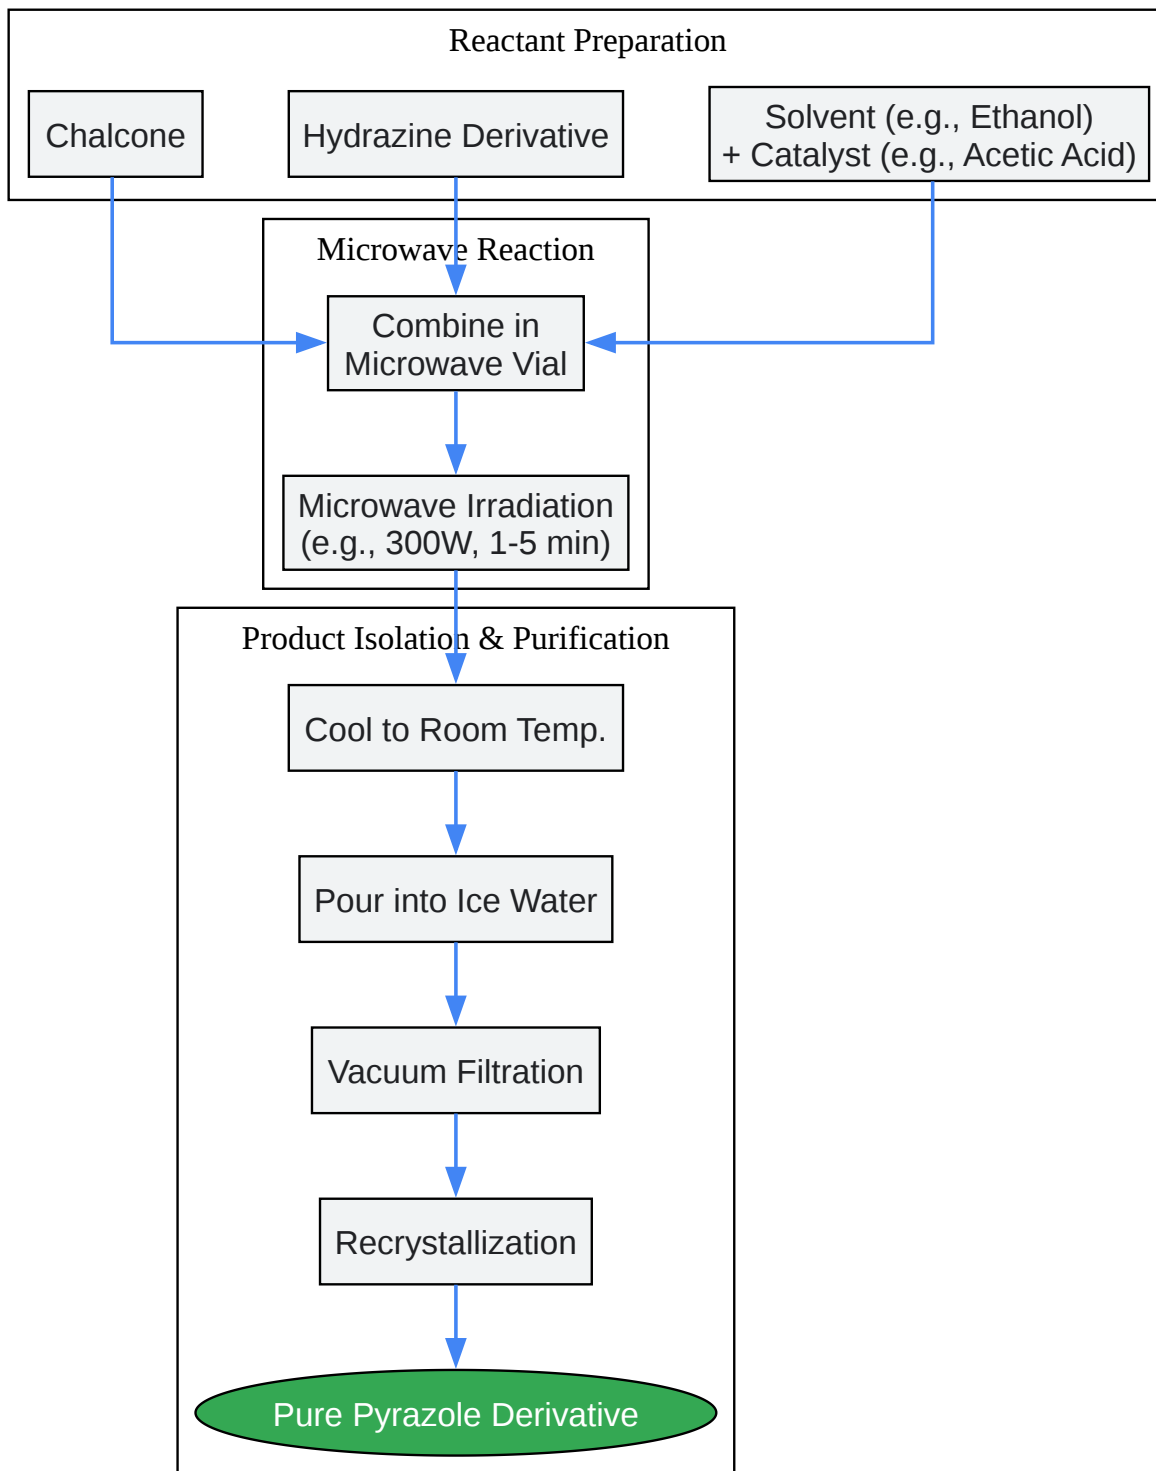 Reactant Preparation
Chalcone
Hydrazine Derivative
Solvent (e.g., Ethanol)
+ Catalyst (e.g., Acetic Acid)
Microwave Reaction
Combine in
Microwave Vial
Microwave Irradiation
(e.g., 300W, 1-5 min)
Product Isolation & Purification
Cool to Room Temp.
Pour into Ice Water
Vacuum Filtration
Recrystallization
Pure Pyrazole Derivative